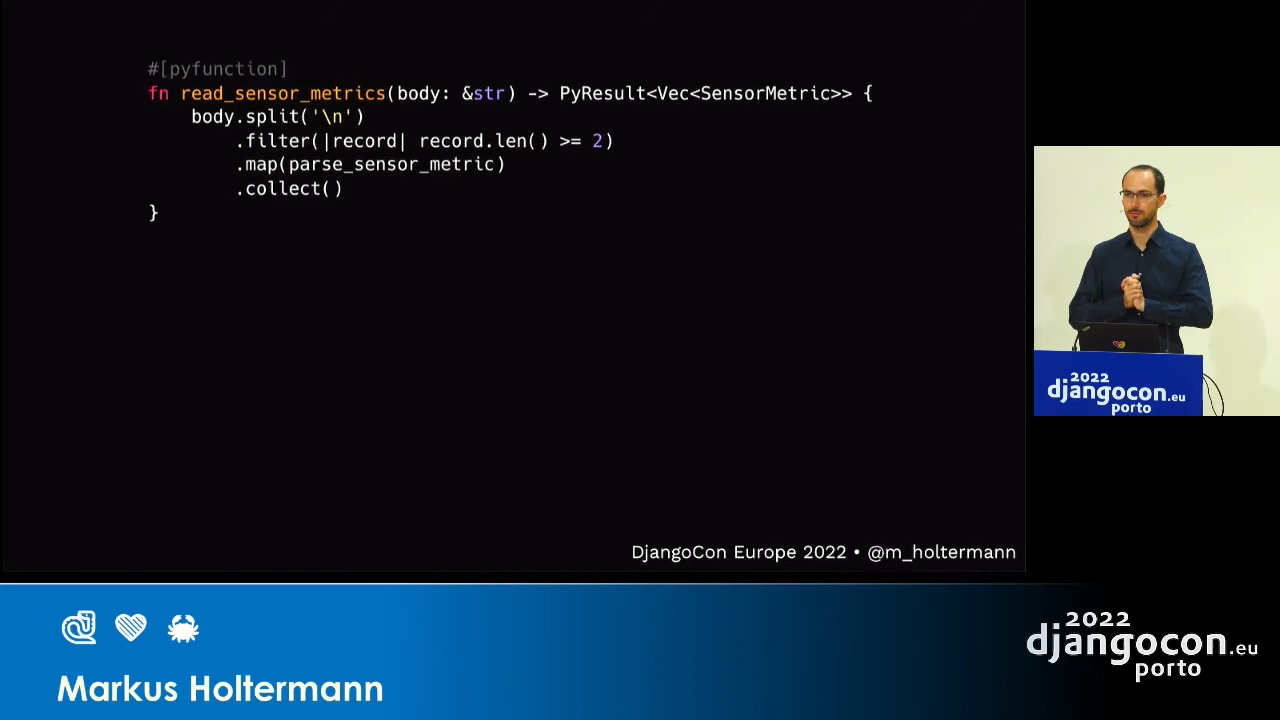 #[pyfunction]
fn read_sensor_metrics(body: &str) -> PyResult<Vec<SensorMetric>> {
    body.split('\n')
        .filter(|record| record.len() >= 2)
        .map(parse_sensor_metric)
        .collect()
}
DjangoCon Europe 2022 • @m_holtermann
2022
djangocon.eu
porto
Markus Holtermann
2022
djangocon.eu
porto